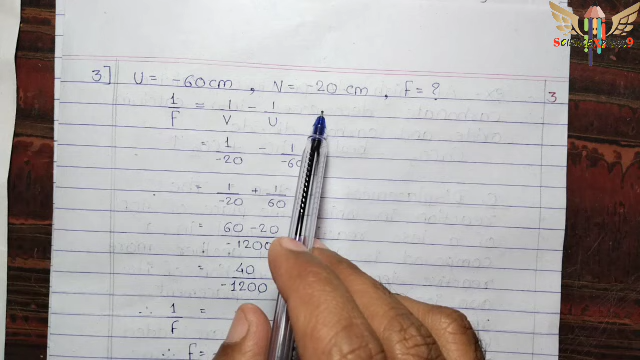 3] U = -60 cm , V = -20 cm , F = ? 3
1/F = 1/V - 1/U
= 1/-20 - 1/-60
= 1/-20 + 1/60
= 60-20/-1200
= 40/-1200
∴ 1/F =
∴ f =